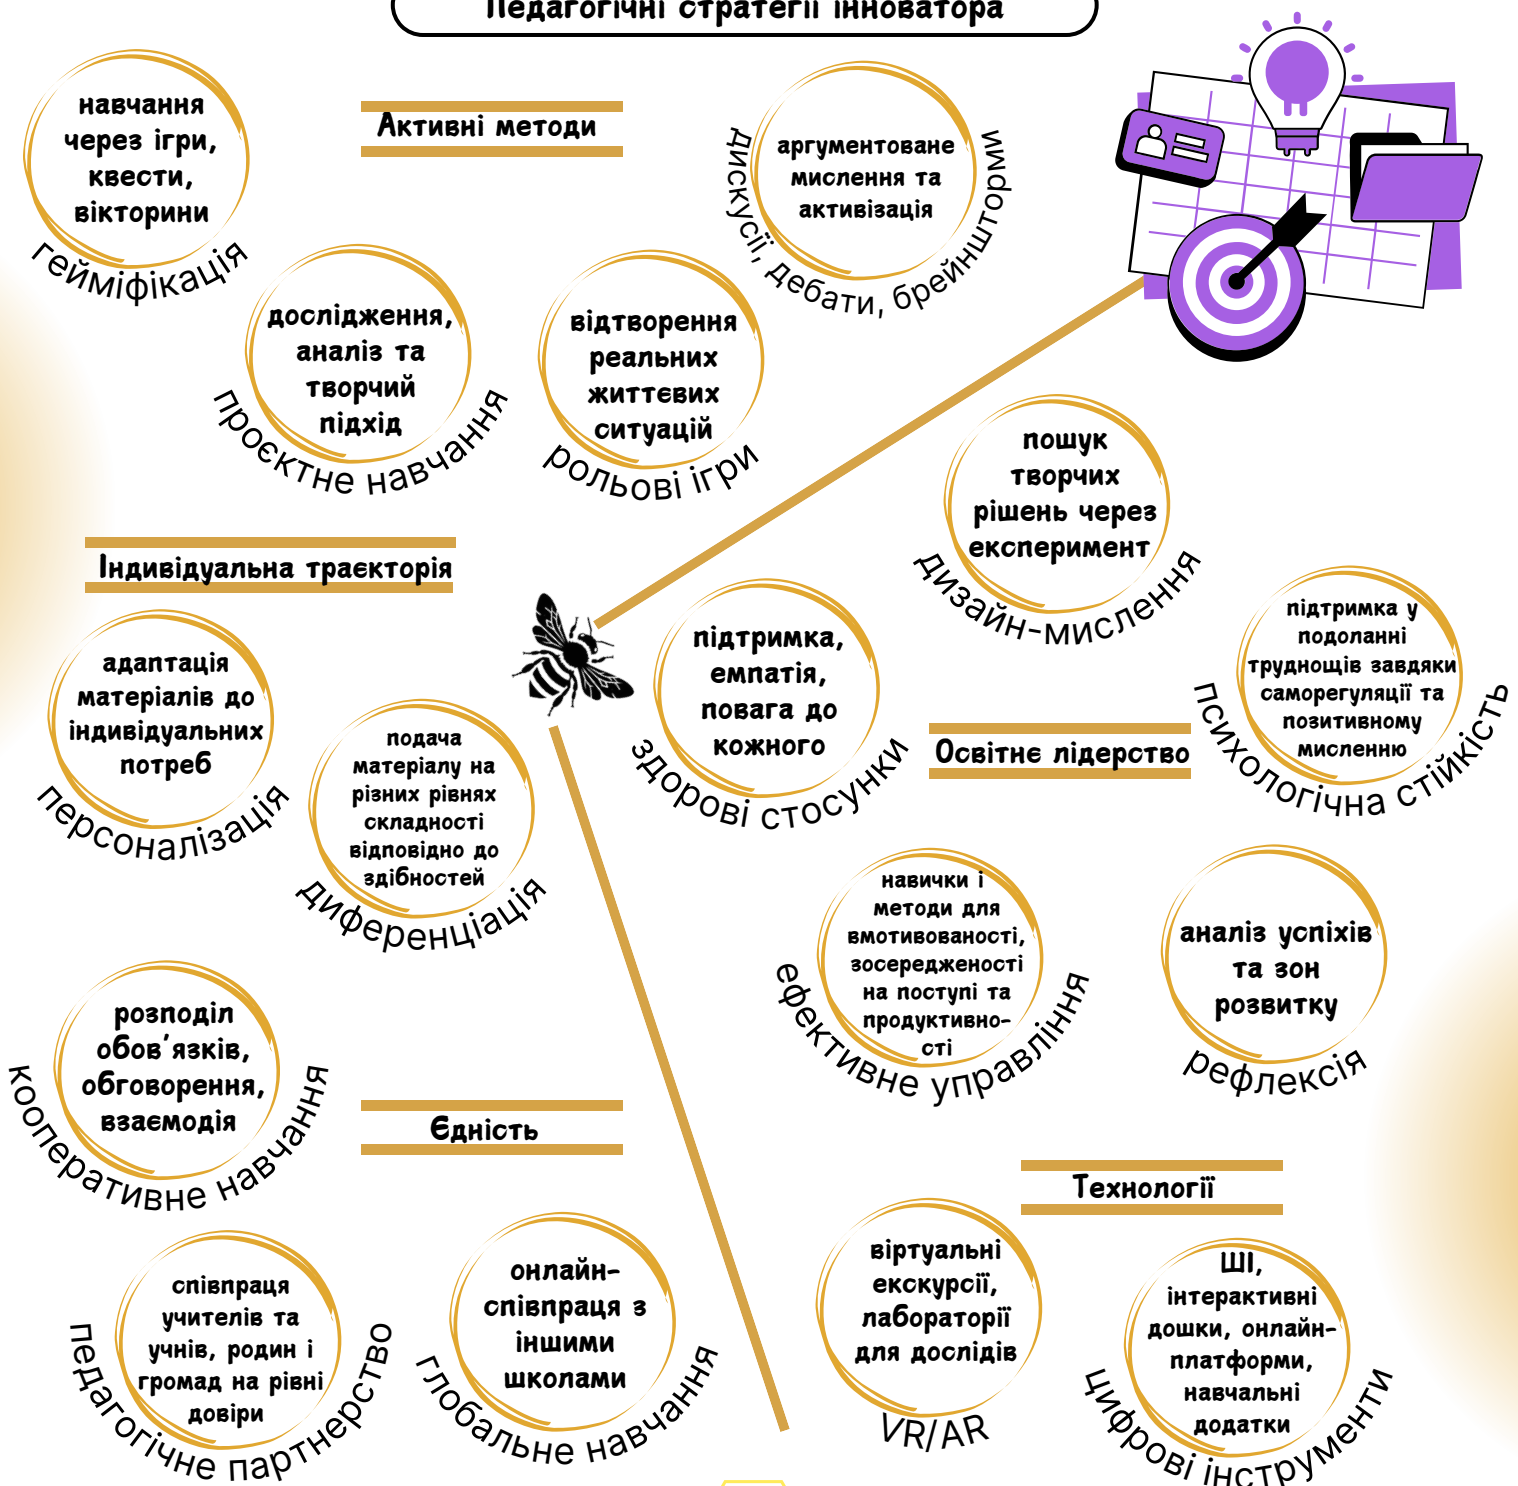 Педагогічні стратегії інноватора
Активні методи
навчання
через ігри,
квести,
вікторини
гейміфікація
дослідження,
аналіз та
творчий
підхід
проєктне навчання
відтворення
реальних
життєвих
ситуацій
рольові ігри
аргументоване
мислення та
активізація
дискусії, дебати, брейншторми
пошук
творчих
рішень через
експеримент
дизайн-мислення
Індивідуальна траєкторія
адаптація
матеріалів до
індивідуальних
потреб
персоналізація
подача
матеріалу на
різних рівнях
складності
відповідно до
здібностей
диференціація
Освітнє лідерство
підтримка,
емпатія,
повага до
кожного
здорові стосунки
підтримка у
подоланні
труднощів завдяки
саморегуляції та
позитивному
мисленню
психологічна стійкість
навички і
методи для
вмотивованості,
зосередженості
на поступі та
продуктивно-
сті
ефективне управління
аналіз успіхів
та зон
розвитку
рефлексія
Єдність
розподіл
обов'язків,
обговорення,
взаємодія
кооперативне навчання
співпраця
учителів та
учнів, родин і
громад на рівні
довіри
педагогічне партнерство
онлайн-
співпраця з
іншими
школами
глобальне навчання
Технології
віртуальні
екскурсії,
лабораторії
для дослідів
VR/AR
ШІ,
інтерактивні
дошки, онлайн-
платформи,
навчальні
додатки
цифрові інструменти